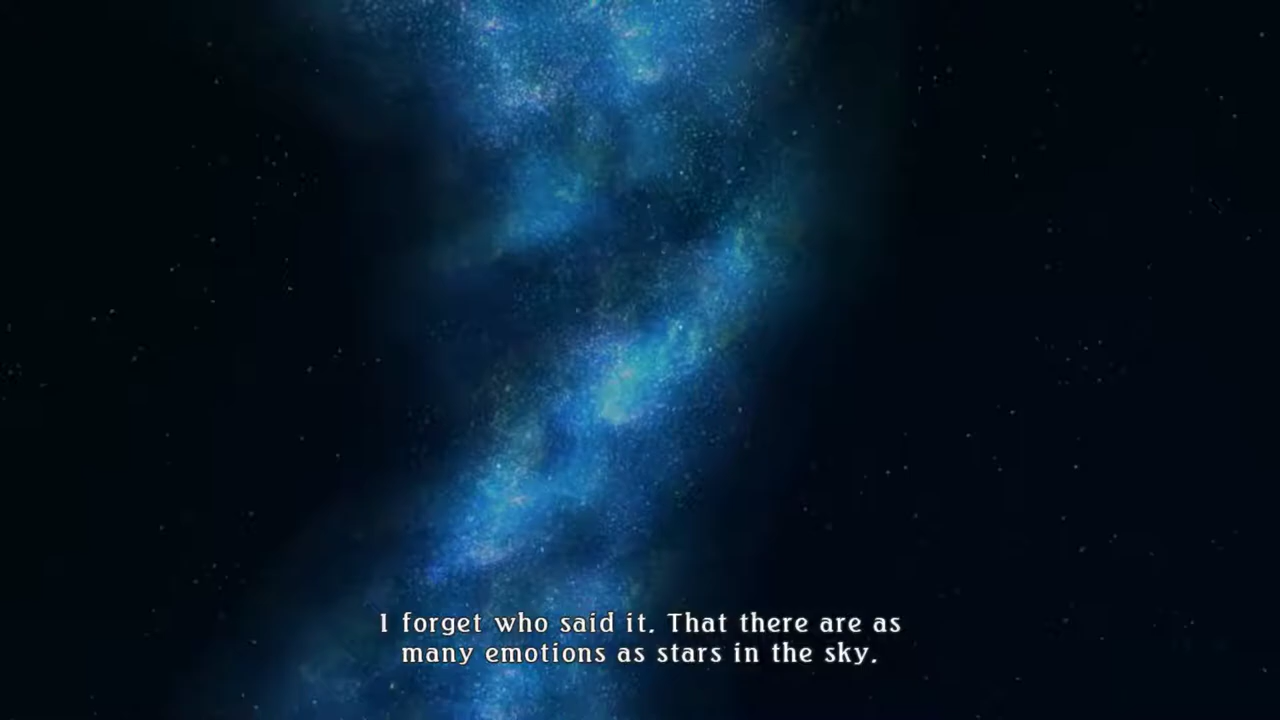 I forget who said it. That there are as
many emotions as stars in the sky.